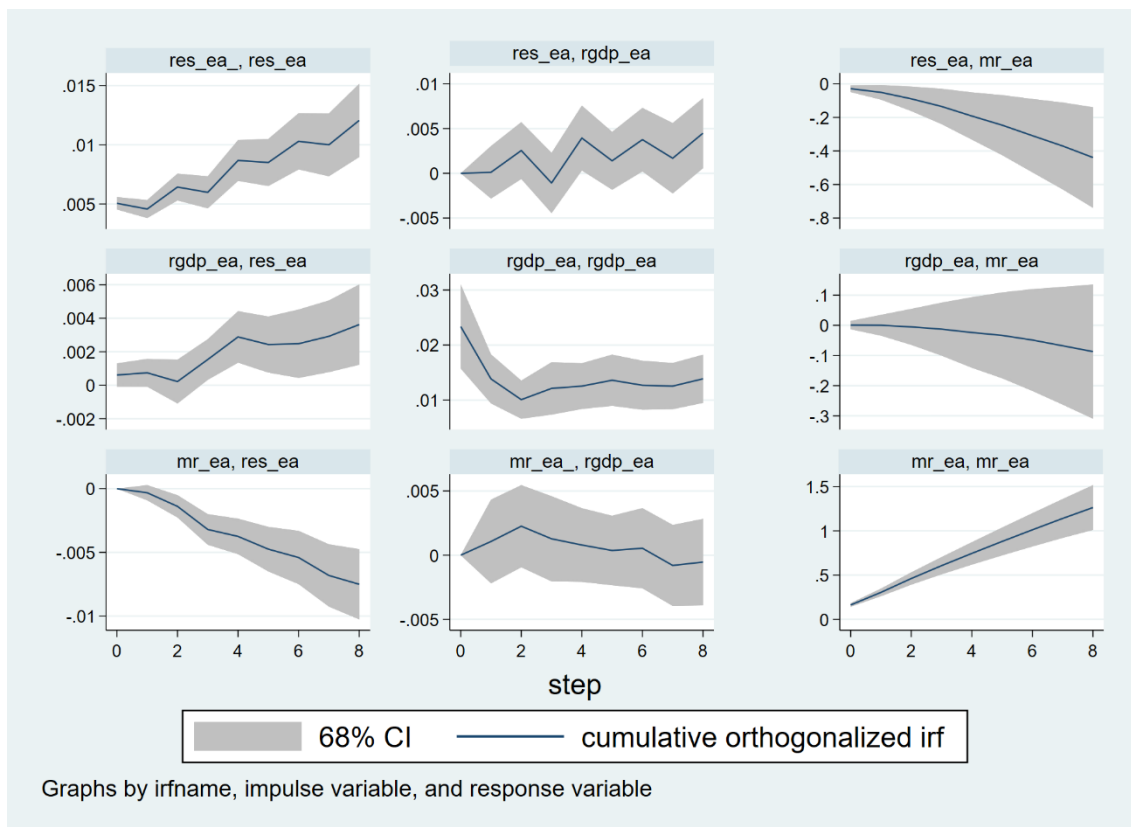 res_ea_, res_ea
.015
.01
.005
res_ea, rgdp_ea
.01
.005
0
-.005
res_ea, mr_ea
0
-.2
-.4
-.6
-.8
rgdp_ea, res_ea
.006
.004
.002
0
-.002
rgdp_ea, rgdp_ea
.03
.02
.01
rgdp_ea, mr_ea
.1
0
-.1
-.2
-.3
mr_ea, res_ea
0
-.005
-.01
0 2 4 6 8
mr_ea_, rgdp_ea
.005
0
-.005
0 2 4 6 8
mr_ea, mr_ea
1.5
1
.5
0
0 2 4 6 8
step
68% CI cumulative orthogonalized irf
Graphs by irfname, impulse variable, and response variable